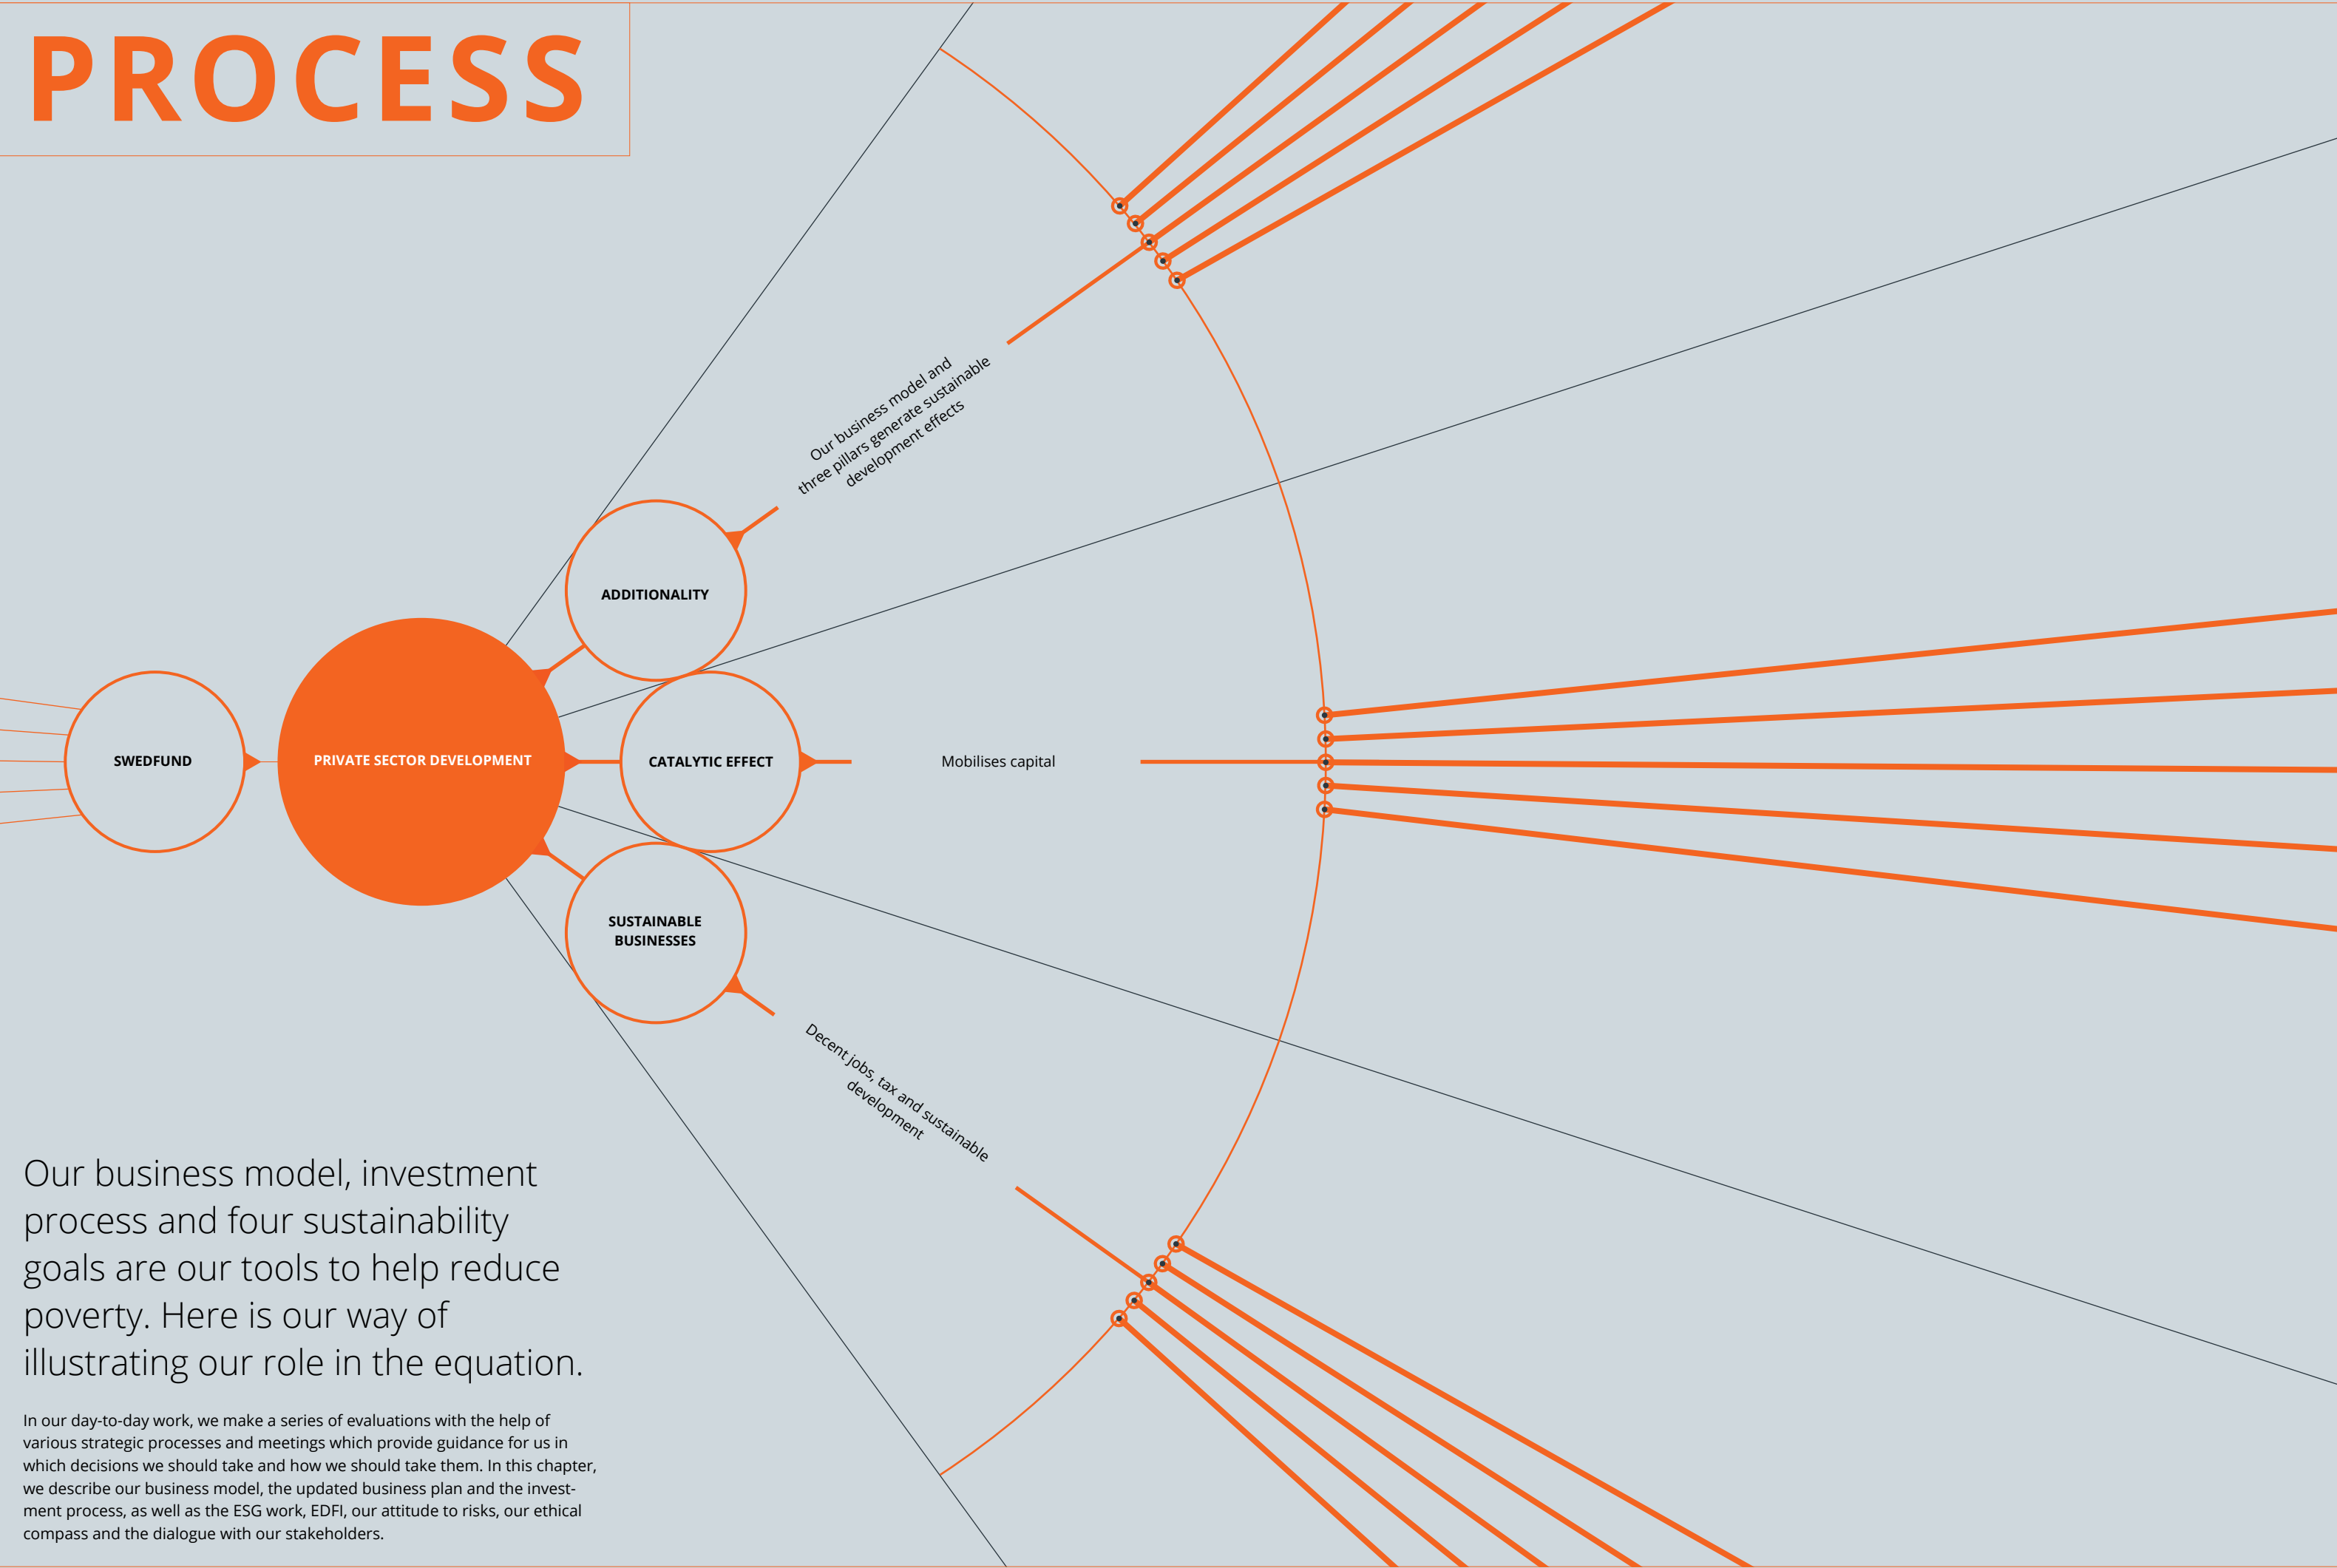 PROCESS
Our business model and
three pillars generate sustainable
development effects
ADDITIONALITY
SWEDFUND
PRIVATE SECTOR DEVELOPMENT
CATALYTIC EFFECT
Mobilises capital
SUSTAINABLE
BUSINESSES
Decent jobs, tax and sustainable
development
Our business model, investment
process and four sustainability
goals are our tools to help reduce
poverty. Here is our way of
illustrating our role in the equation.
In our day-to-day work, we make a series of evaluations with the help of
various strategic processes and meetings which provide guidance for us in
which decisions we should take and how we should take them. In this chapter,
we describe our business model, the updated business plan and the invest-
ment process, as well as the ESG work, EDFI, our attitude to risks, our ethical
compass and the dialogue with our stakeholders.